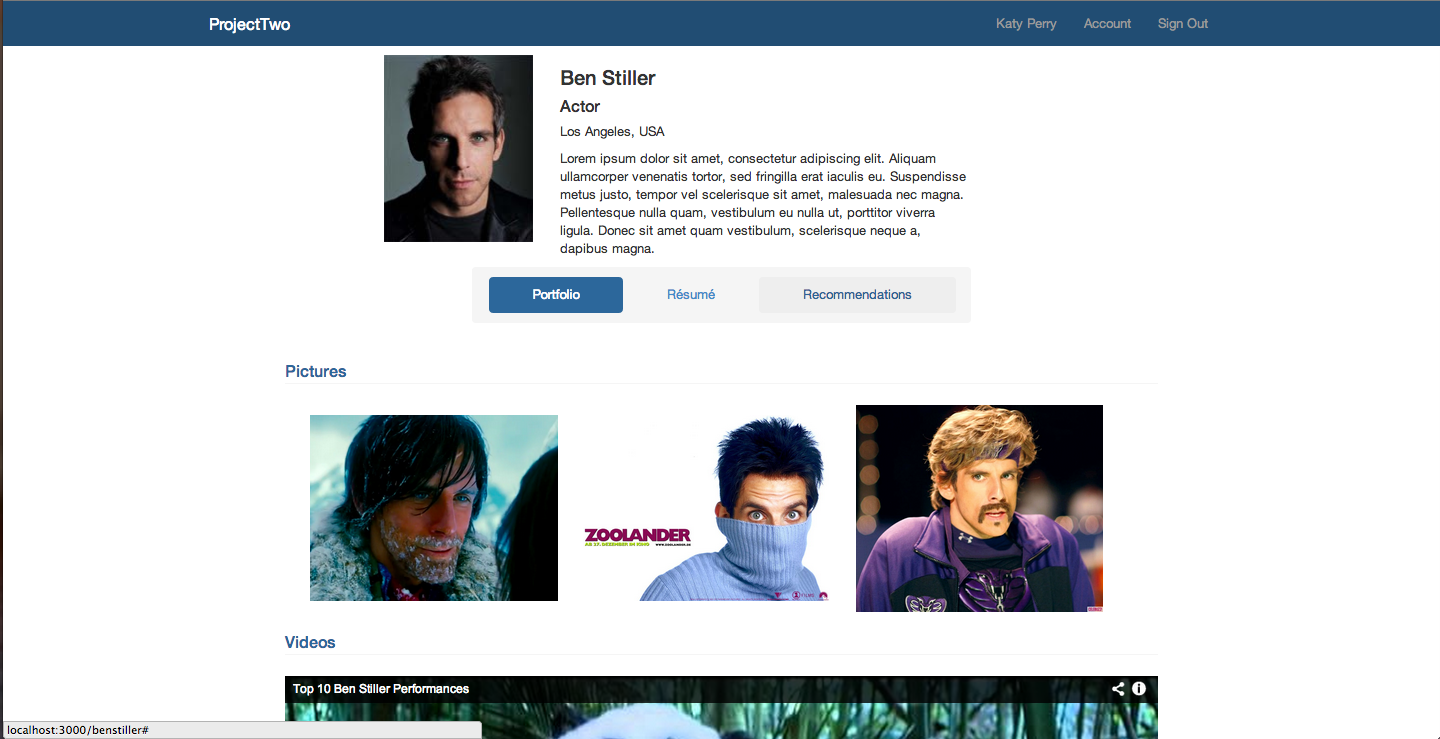 ProjectTwo
Katy Perry Account Sign Out
Ben Stiller
Actor
Los Angeles, USA
Lorem ipsum dolor sit amet, consectetur adipiscing elit. Aliquam
ullamcorper venenatis tortor, sed fringilla erat iaculis eu. Suspendisse
metus justo, tempor vel scelerisque sit amet, malesuada nec magna.
Pellentesque nulla quam, vestibulum eu nulla ut, porttitor viverra
ligula. Donec sit amet quam vestibulum, scelerisque neque a,
dapibus magna.
Portfolio Résumé Recommendations
Pictures
ZOOLANDER
Videos
Top 10 Ben Stiller Performances
localhost:3000/benstiller#